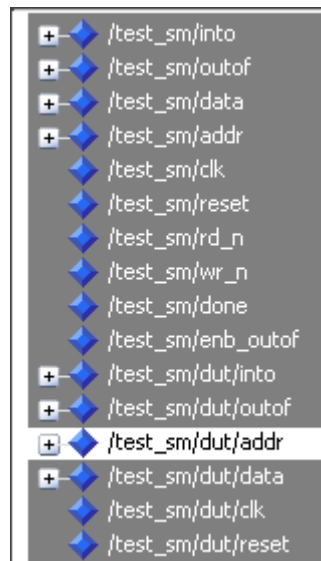 /test_sm/into
/test_sm/outof
/test_sm/data
/test_sm/addr
/test_sm/clk
/test_sm/reset
/test_sm/rd_n
/test_sm/wr_n
/test_sm/done
/test_sm/enb_outof
/test_sm/dut/into
/test_sm/dut/outof
/test_sm/dut/addr
/test_sm/dut/data
/test_sm/dut/clk
/test_sm/dut/reset